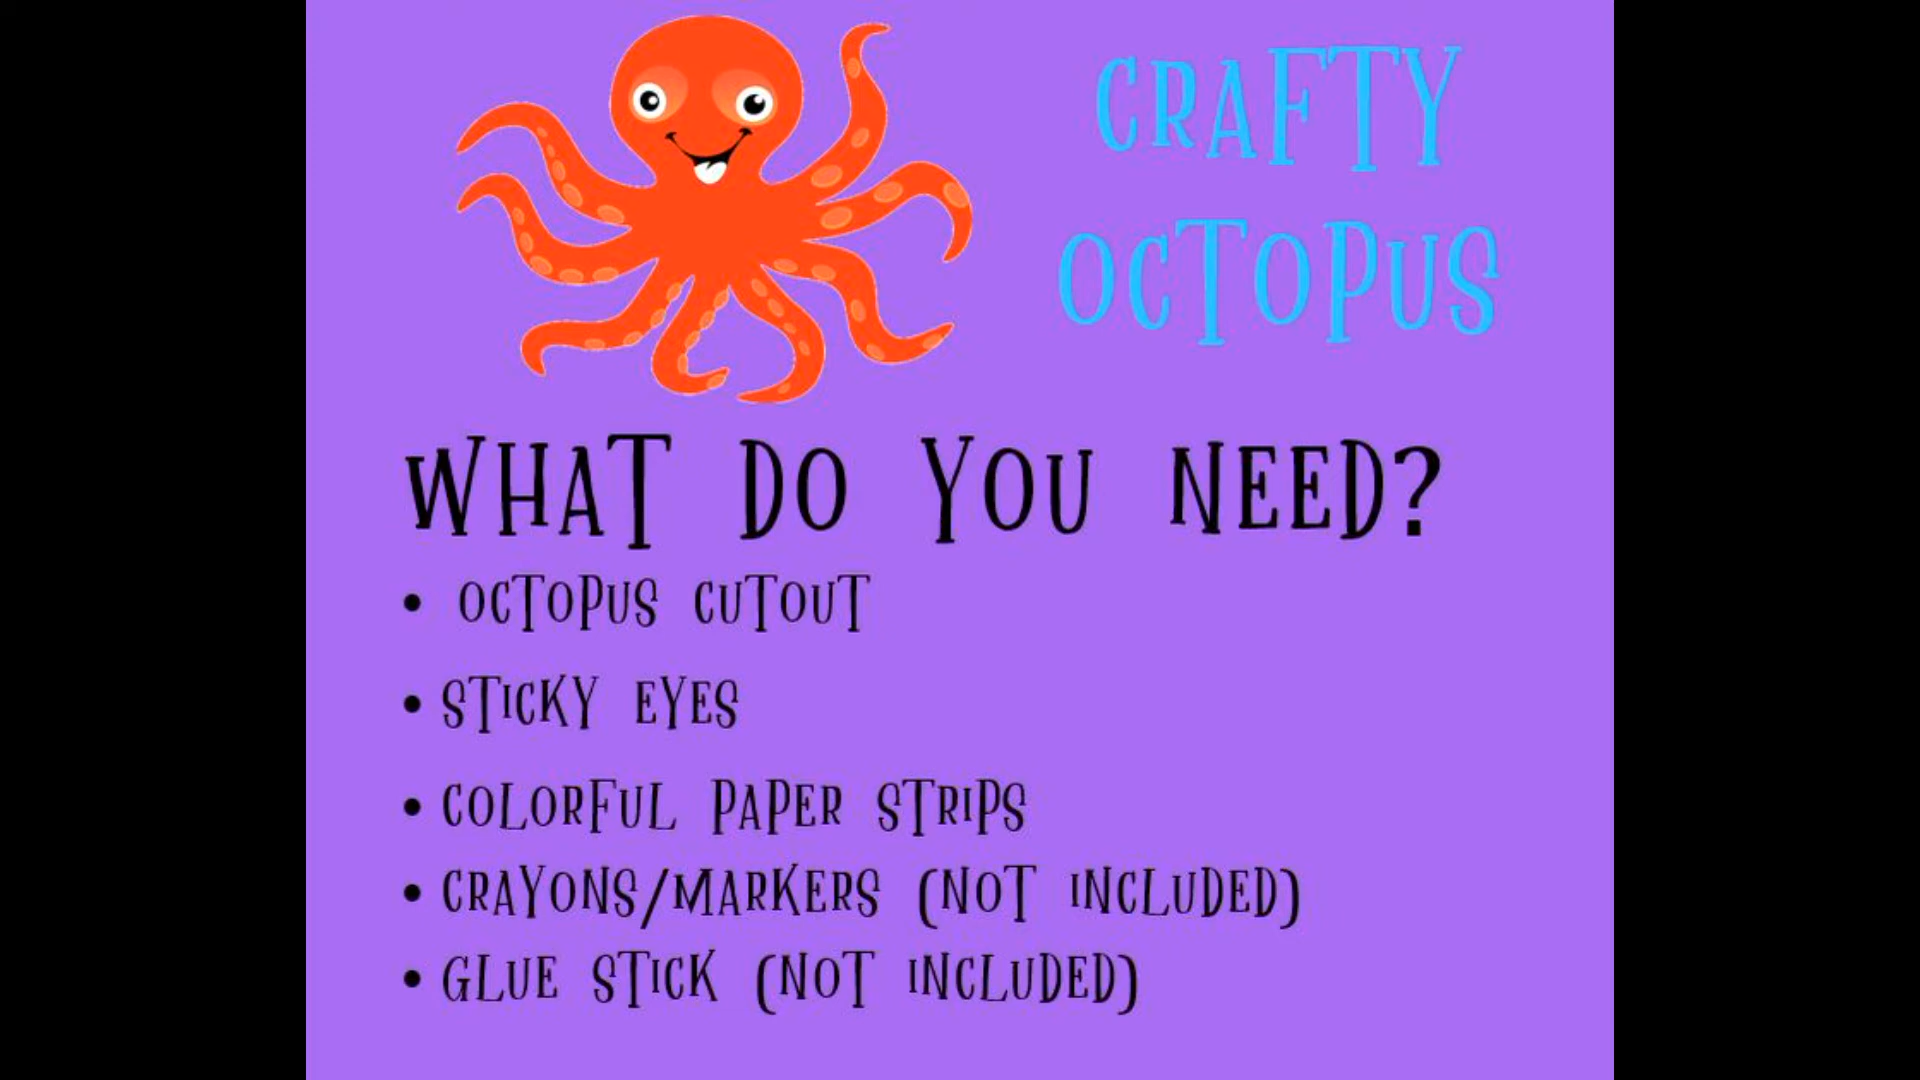 CRAFTY
OCTOPUS
WHAT DO YOU NEED?
• OCTOPUS CUTOUT
• STICKY EYES
• COLORFUL PAPER STRIPS
• CRAYONS/MARKERS (NOT INCLUDED)
• GLUE STICK (NOT INCLUDED)